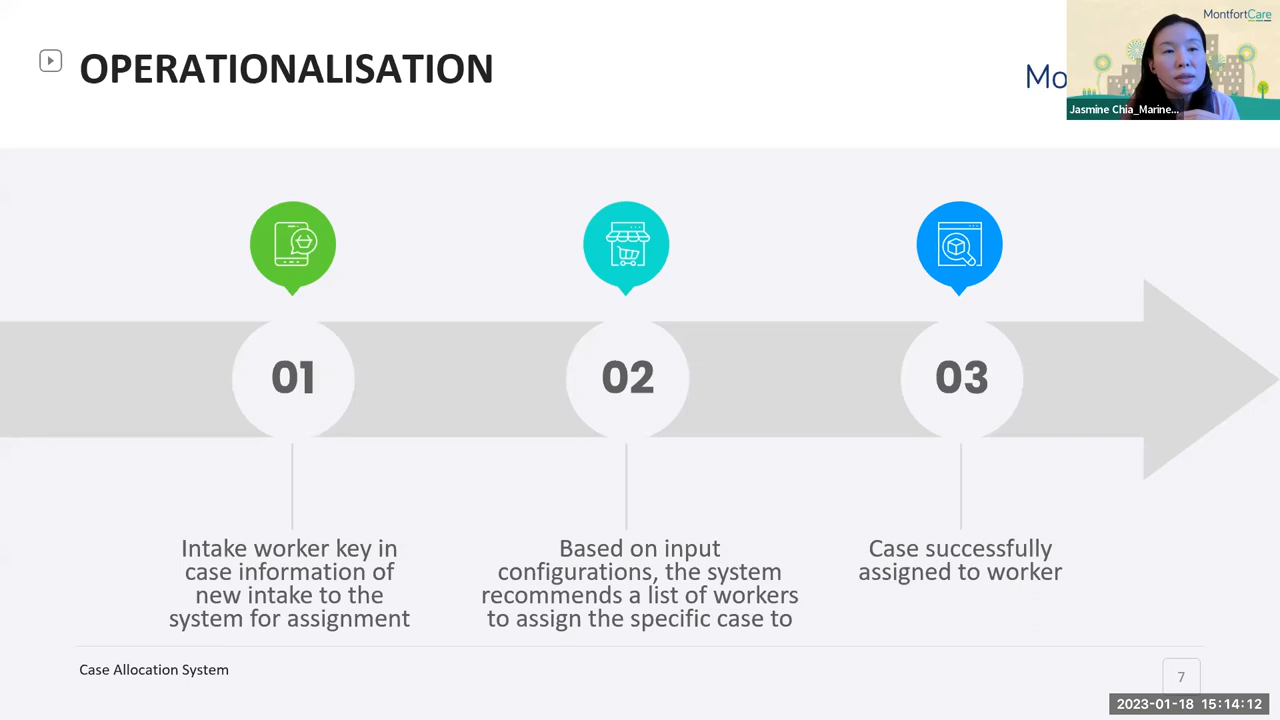 OPERATIONALISATION
Mo
MontfortCare
Jasmine Chia_Marine...
01
02
03
Intake worker key in
case information of
new intake to the
system for assignment
Based on input
configurations, the system
recommends a list of workers
to assign the specific case to
Case successfully
assigned to worker
Case Allocation System
7
2023-01-18 15:14:12